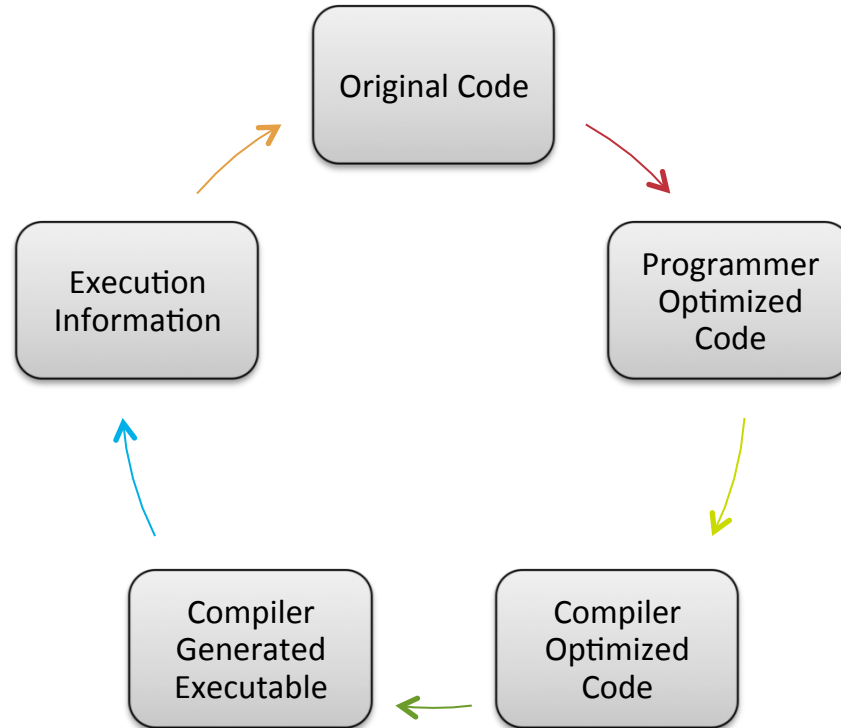 Original Code
Programmer
Optimized
Code
Compiler
Optimized
Code
Compiler
Generated
Executable
Execution
Information